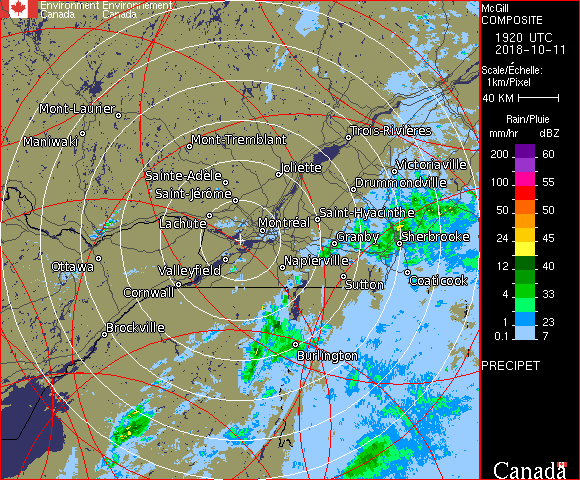 Environment Environnement
Canada Canada
McGill
COMPOSITE
1920 UTC
2018-10-11
Scale/Échelle:
1km/Pixel
40 KM
Rain/Pluie
mm/hr dBZ
200 60
100 55
50 50
24 45
12 40
4 33
1 23
0.1 7
PRECIPET
Canada
Mont-Laurier
Maniwaki
Mont-Tremblant
Trois-Rivières
Victoriaville
Joliette
Sainte-Adèle
Drummondville
Saint-Jérôme
Saint-Hyacinthe
Lachute
Montréal
Granby
Sherbrooke
Ottawa
Valleyfield
Napierville
Sutton
Coaticook
Cornwall
Brockville
Burlington